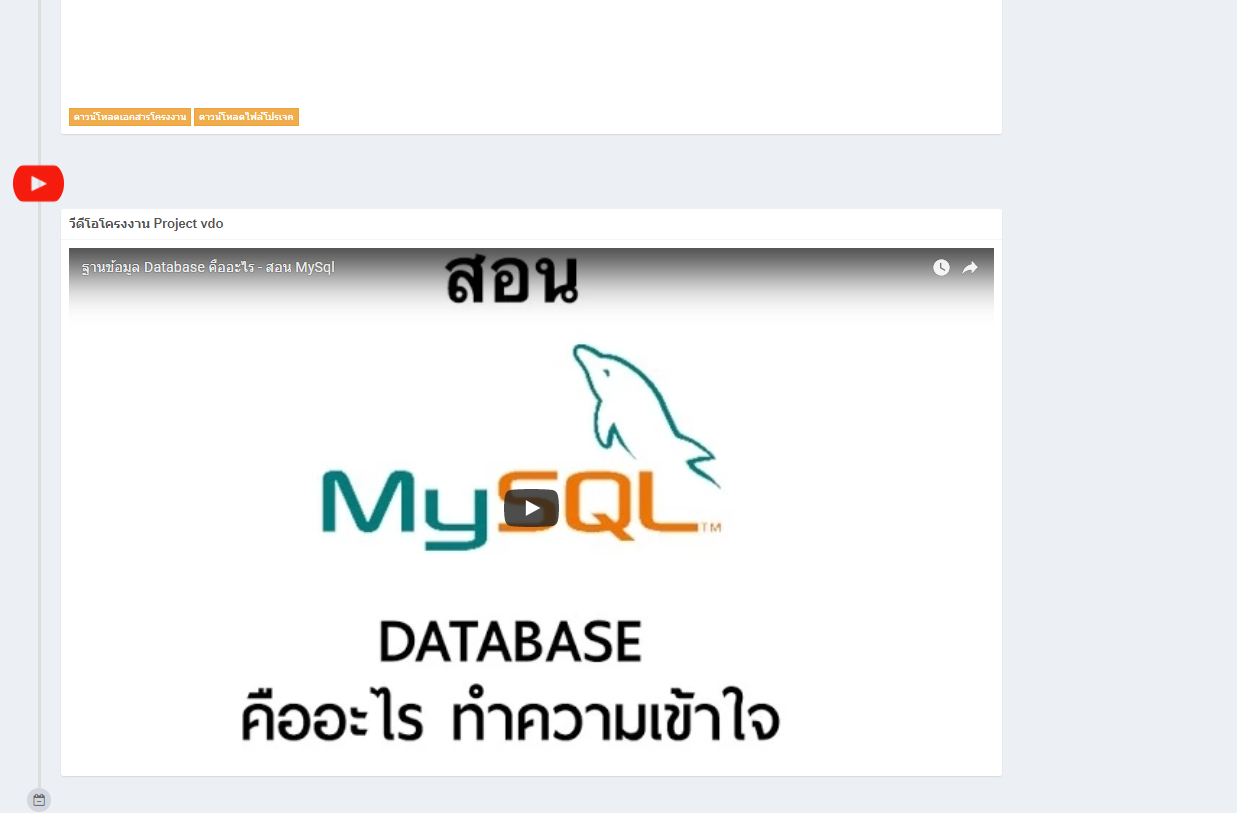 ดาวน์โหลดเอกสารโครงงาน ดาวน์โหลดไฟล์โปรเจค
วีดีโอโครงงาน Project vdo
ฐานข้อมูล Database คืออะไร - สอน MySql
สอน
MySQL™
DATABASE
คืออะไร ทำความเข้าใจ